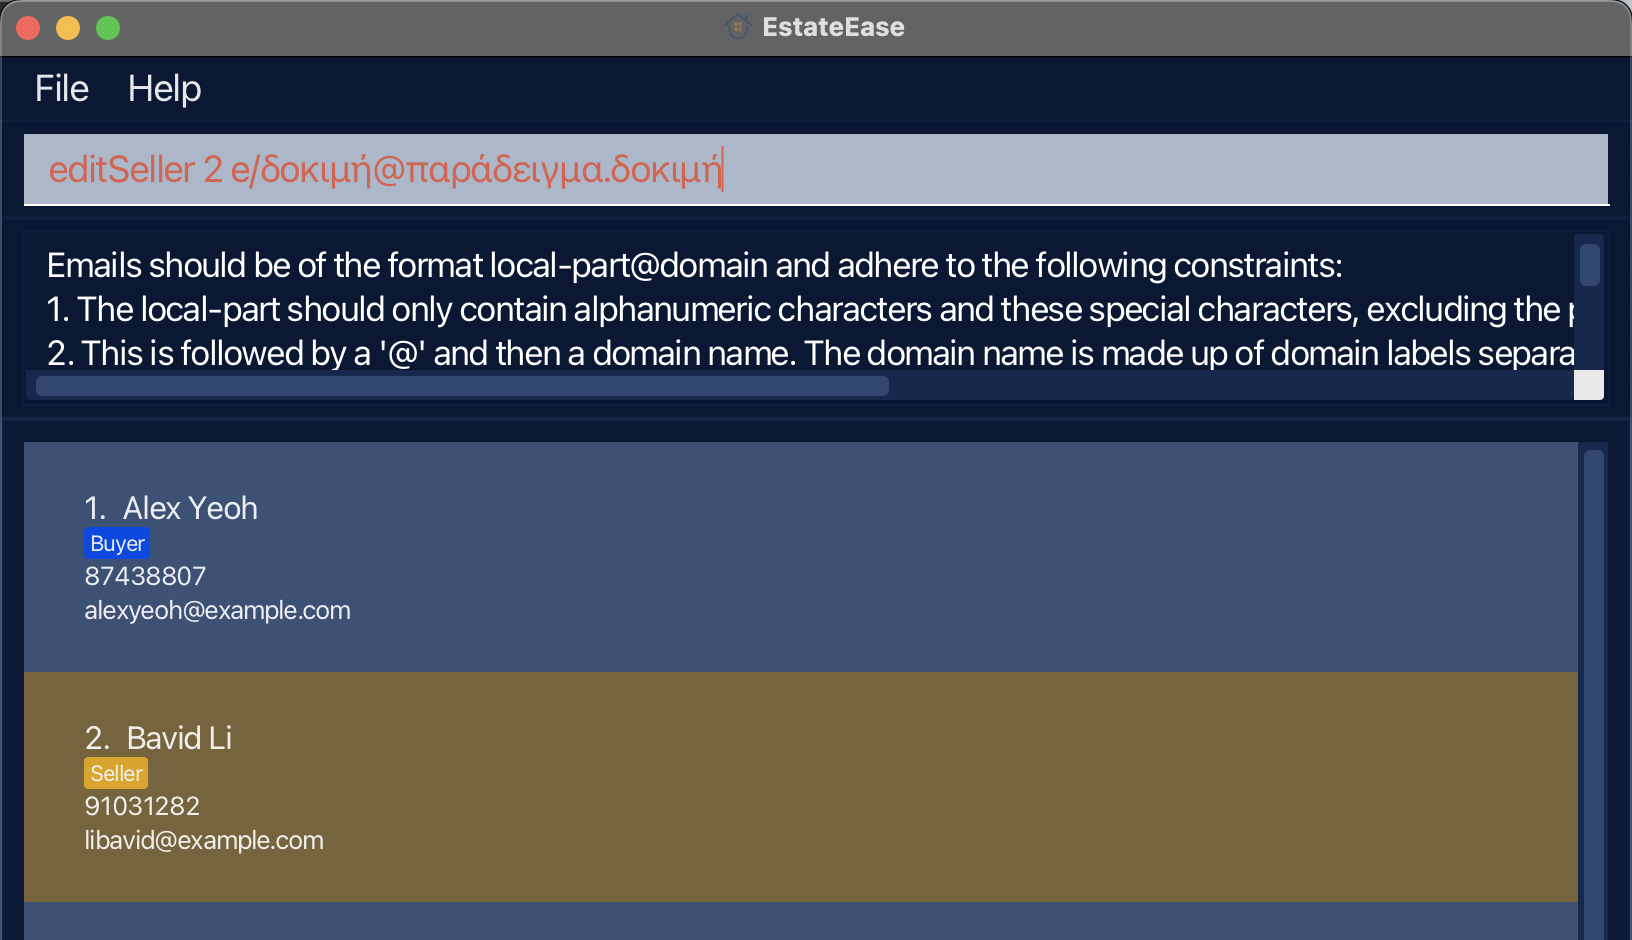 EstateEase
File Help
editSeller 2 e/δοκιμή@παράδειγμα.δοκιμή
Emails should be of the format local-part@domain and adhere to the following constraints:
1. The local-part should only contain alphanumeric characters and these special characters, excluding the
2. This is followed by a '@' and then a domain name. The domain name is made up of domain labels separa
1. Alex Yeoh
Buyer
87438807
alexyeoh@example.com
2. Bavid Li
Seller
91031282
libavid@example.com